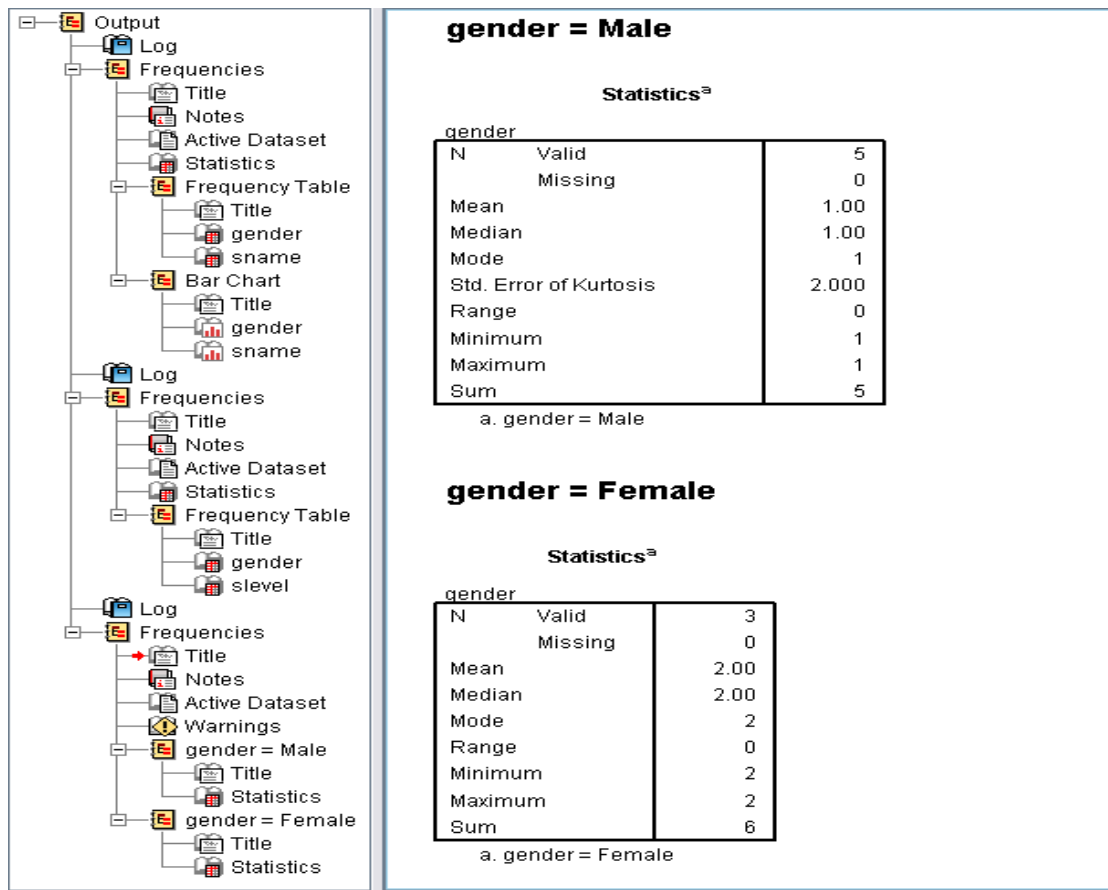 Output
Log
Frequencies
Title
Notes
Active Dataset
Statistics
Frequency Table
Title
gender
sname
Bar Chart
Title
gender
sname
Log
Frequencies
Title
Notes
Active Dataset
Statistics
Frequency Table
Title
gender
slevel
Log
Frequencies
Title
Notes
Active Dataset
Warnings
gender = Male
Title
Statistics
gender = Female
Title
Statistics
gender = Male
Statisticsᵃ
gender
N Valid 5
Missing 0
Mean 1.00
Median 1.00
Mode 1
Std. Error of Kurtosis 2.000
Range 0
Minimum 1
Maximum 1
Sum 5
a. gender = Male
gender = Female
Statisticsᵃ
gender
N Valid 3
Missing 0
Mean 2.00
Median 2.00
Mode 2
Range 0
Minimum 2
Maximum 2
Sum 6
a. gender = Female